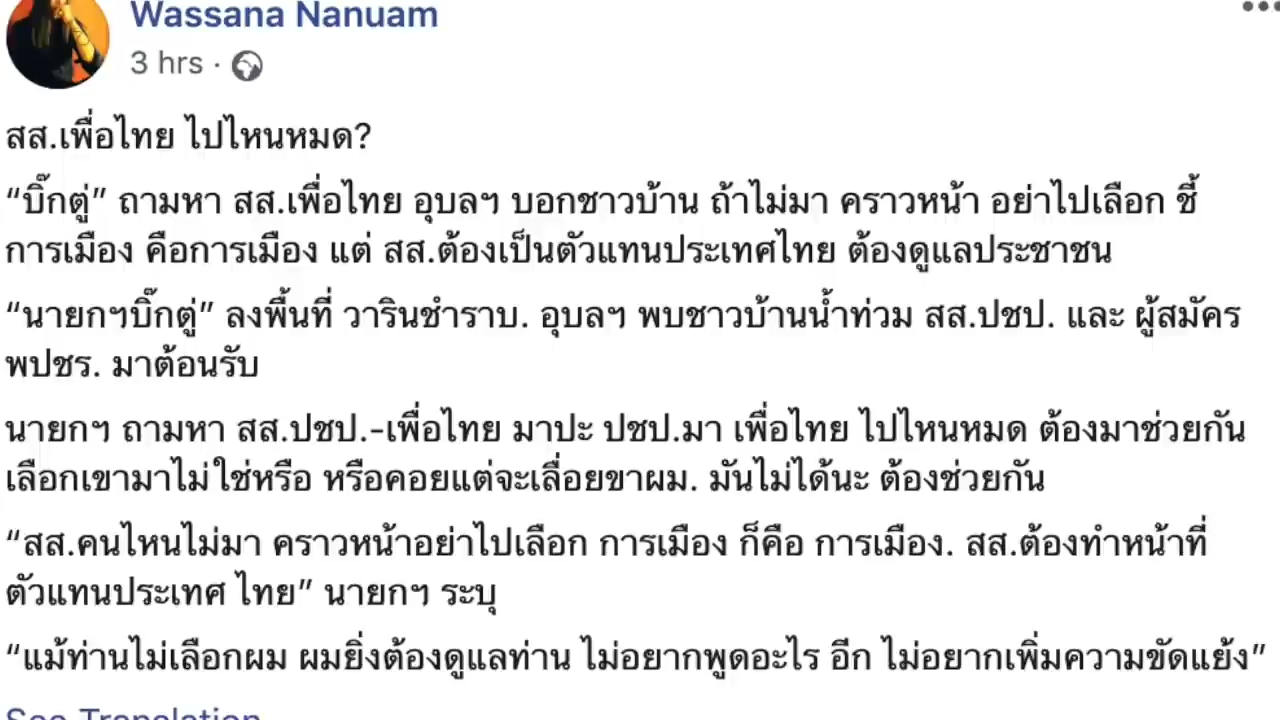 Wassana Nanuam
3 hrs ·
สส.เพื่อไทย ไปไหนหมด?
“บิ๊กตู่” ถามหา สส.เพื่อไทย อุบลฯ บอกชาวบ้าน ถ้าไม่มา คราวหน้า อย่าไปเลือก ชี้
การเมือง คือการเมือง แต่ สส.ต้องเป็นตัวแทนประเทศไทย ต้องดูแลประชาชน
“นายกฯบิ๊กตู่” ลงพื้นที่ วารินชำราบ. อุบลฯ พบชาวบ้านน้ำท่วม สส.ปชป. และ ผู้สมัคร
พปชร. มาต้อนรับ
นายกฯ ถามหา สส.ปชป.-เพื่อไทย มาปะ ปชป.มา เพื่อไทย ไปไหนหมด ต้องมาช่วยกัน
เลือกเขามาไม่ใช่หรือ หรือคอยแต่จะเลื่อยขาผม. มันไม่ได้นะ ต้องช่วยกัน
“สส.คนไหนไม่มา คราวหน้าอย่าไปเลือก การเมือง ก็คือ การเมือง. สส.ต้องทำหน้าที่
ตัวแทนประเทศ ไทย” นายกฯ ระบุ
“แม้ท่านไม่เลือกผม ผมยิ่งต้องดูแลท่าน ไม่อยากพูดอะไร อีก ไม่อยากเพิ่มความขัดแย้ง”
See Translation